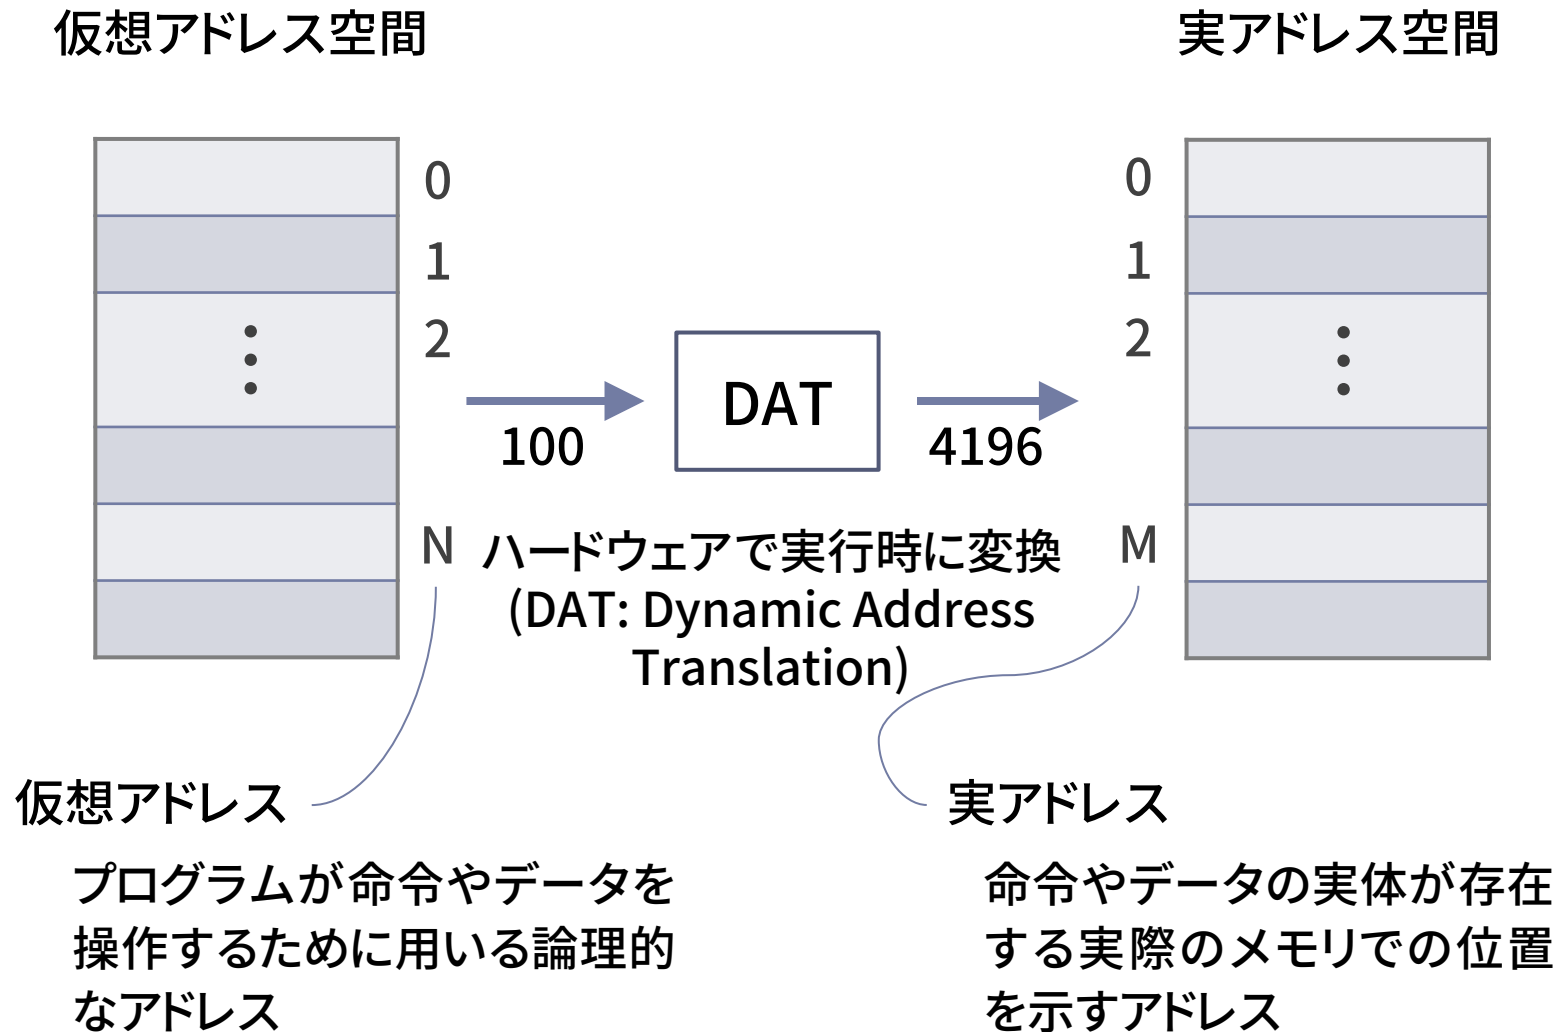 仮想アドレス空間
実アドレス空間
0
1
2
N
DAT
100
4196
ハードウェアで実行時に変換
(DAT: Dynamic Address
Translation)
0
1
2
M
仮想アドレス
プログラムが命令やデータを
操作するために用いる論理的
なアドレス
実アドレス
命令やデータの実体が存在
する実際のメモリでの位置
を示すアドレス